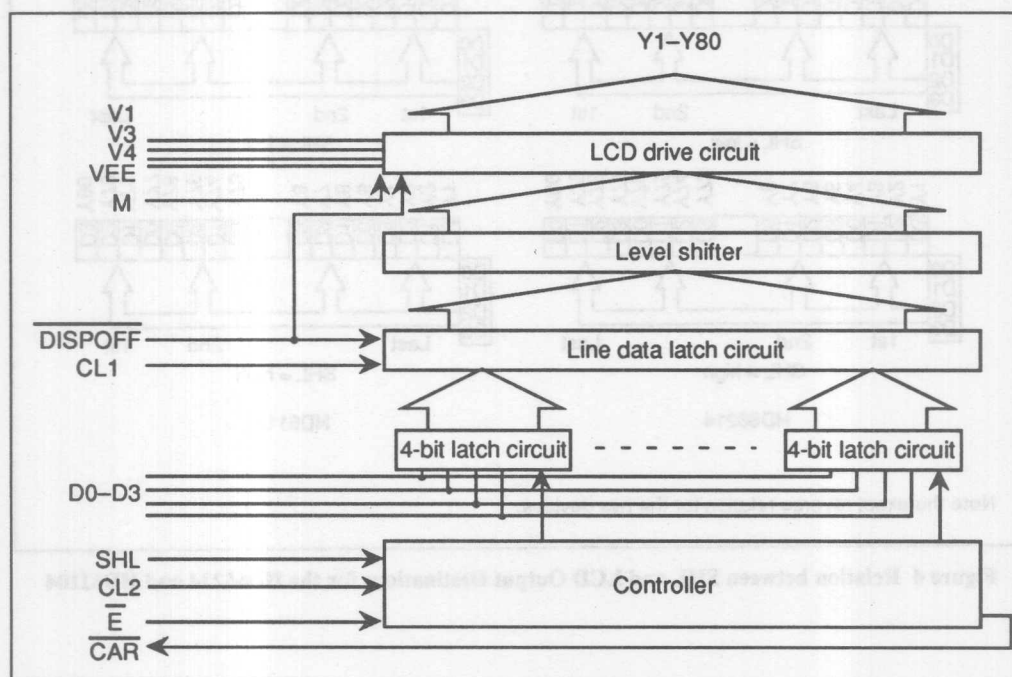 Y1–Y80
V1
V3
V4
VEE
M
LCD drive circuit
Level shifter
DISPOFF
CL1
Line data latch circuit
4-bit latch circuit
4-bit latch circuit
D0–D3
SHL
CL2
E
CAR
Controller